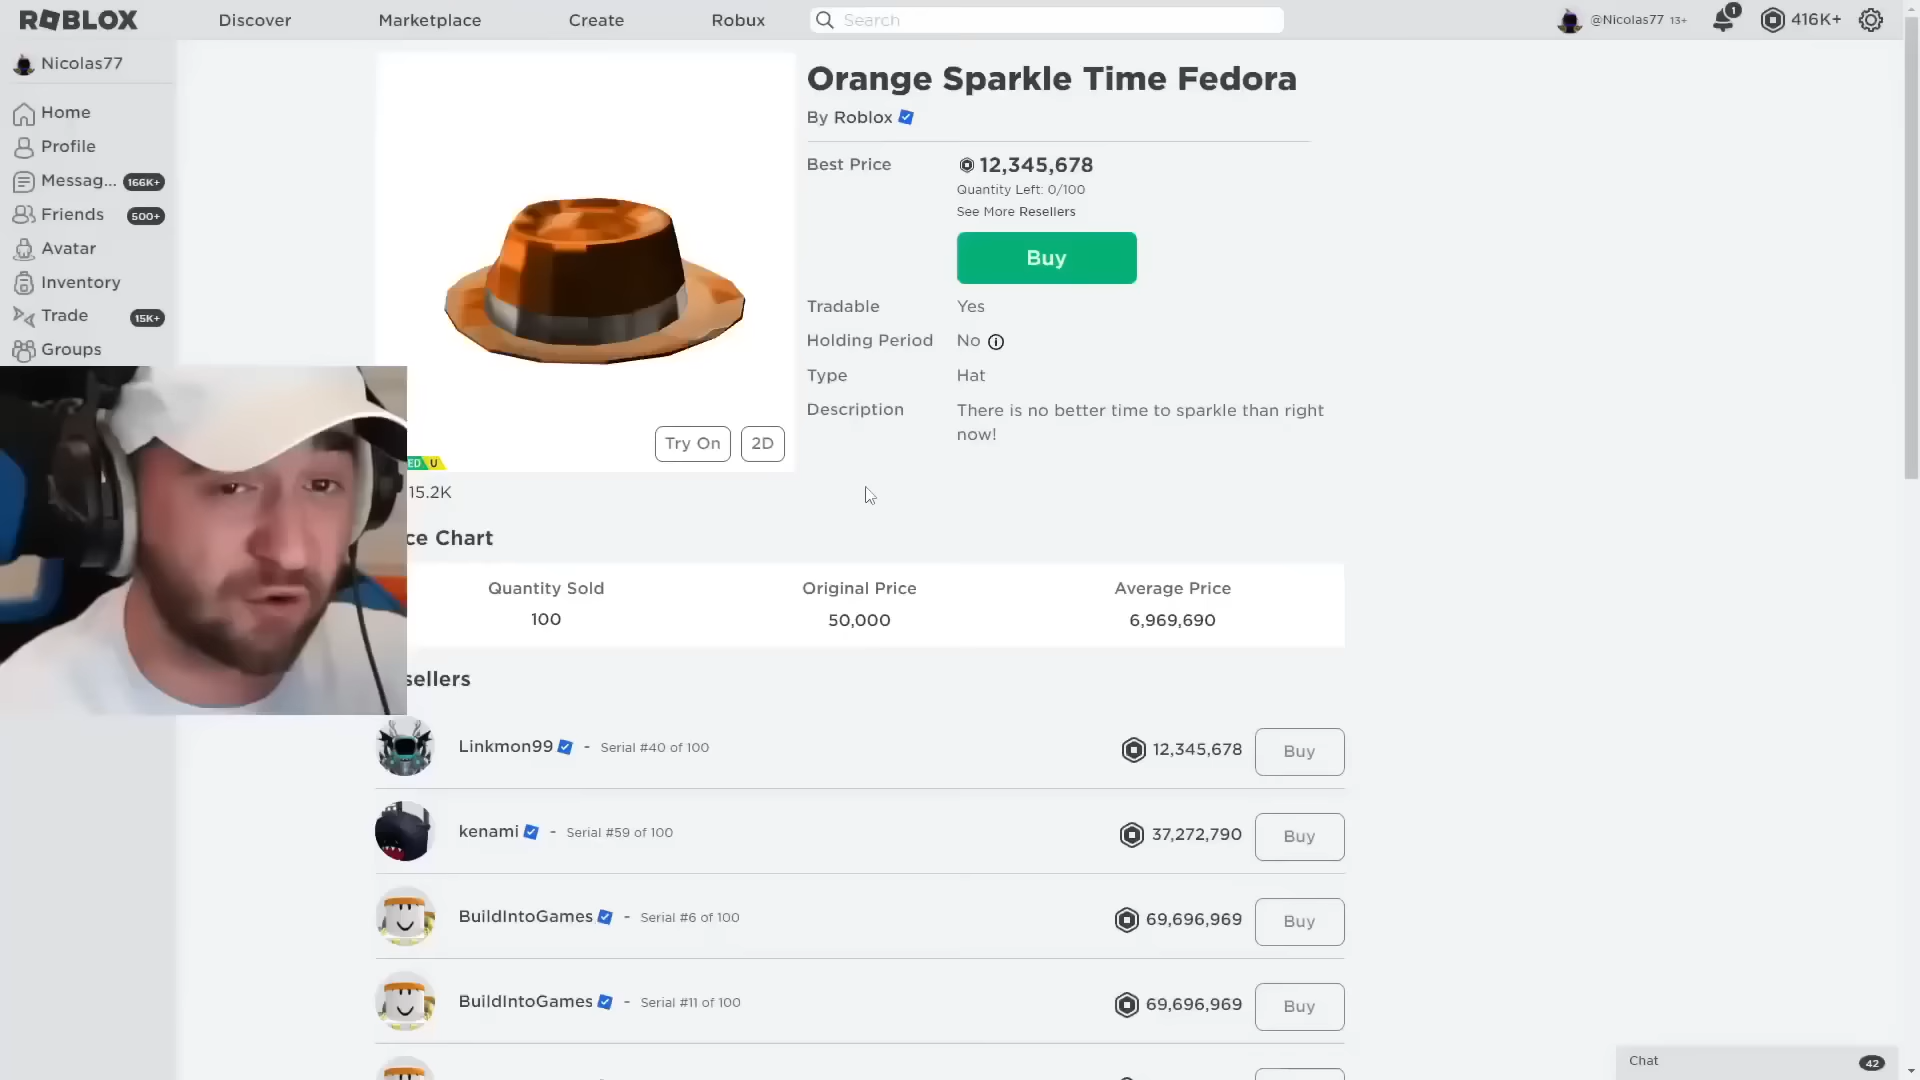 ROBLOX
Discover
Marketplace
Create
Robux
Search
@Nicolas77 13+
1
416K+
Nicolas77
Home
Profile
Messag... 166K+
Friends 500+
Avatar
Inventory
Trade 15K+
Groups
Orange Sparkle Time Fedora
By Roblox
Best Price 12,345,678
Quantity Left: 0/100
See More Resellers
Buy
Tradable Yes
Holding Period No
Type Hat
Description There is no better time to sparkle than right
now!
Try On 2D
ED U
15.2K
ce Chart
Quantity Sold Original Price Average Price
100 50,000 6,969,690
sellers
Linkmon99 - Serial #40 of 100 12,345,678 Buy
kenami - Serial #59 of 100 37,272,790 Buy
BuildIntoGames - Serial #6 of 100 69,696,969 Buy
BuildIntoGames - Serial #11 of 100 69,696,969 Buy
Chat 42